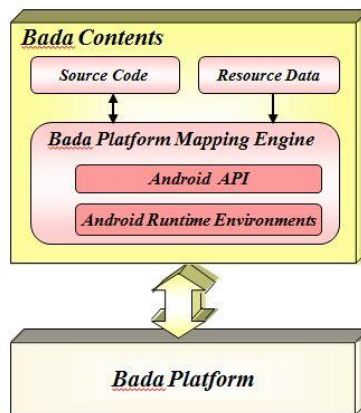 Bada Contents
Source Code
Resource Data
Bada Platform Mapping Engine
Android API
Android Runtime Environments
Bada Platform